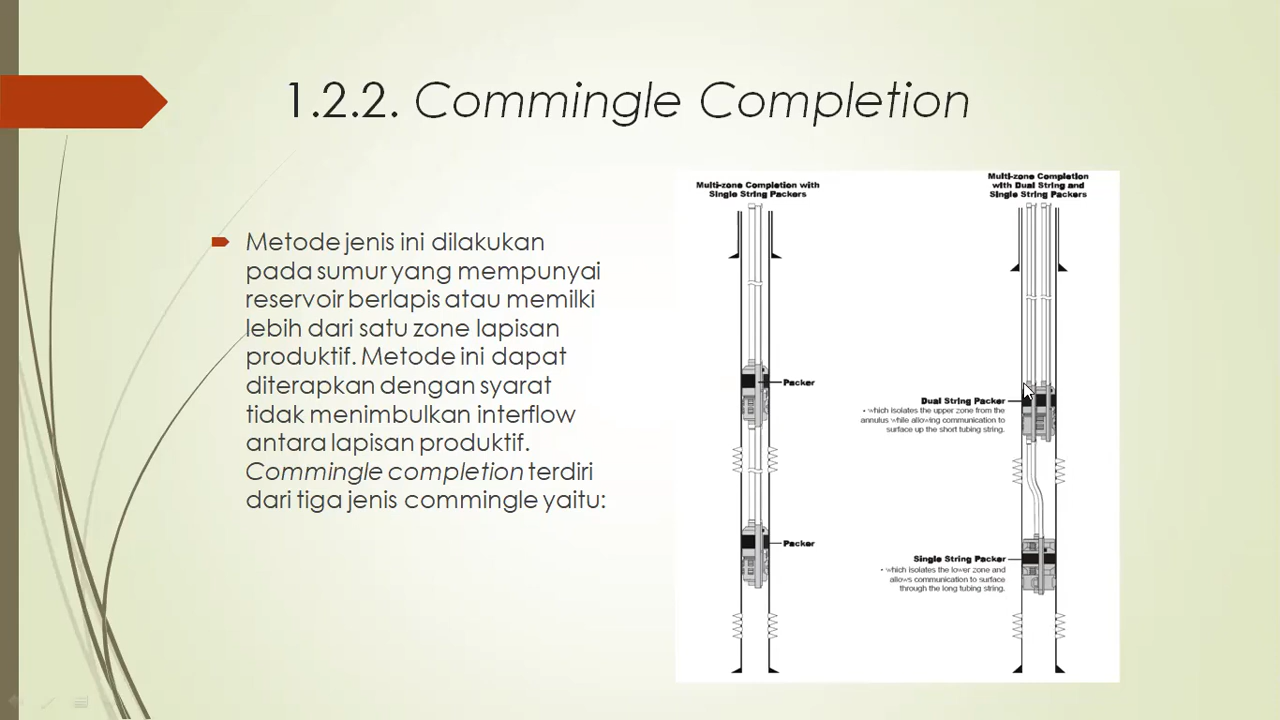 1.2.2. Commingle Completion
Metode jenis ini dilakukan
pada sumur yang mempunyai
reservoir berlapis atau memilki
lebih dari satu zone lapisan
produktif. Metode ini dapat
diterapkan dengan syarat
tidak menimbulkan interflow
antara lapisan produktif.
Commingle completion terdiri
dari tiga jenis commingle yaitu:
Multi-zone Completion with
Single String Packers
Packer
Packer
Multi-zone Completion
with Dual String and
Single String Packers
Dual String Packer
• which isolates the upper zone from the
annulus while allowing communication to
surface up the short tubing string.
Single String Packer
• which isolates the lower zone and
allows communication to surface
through the long tubing string.